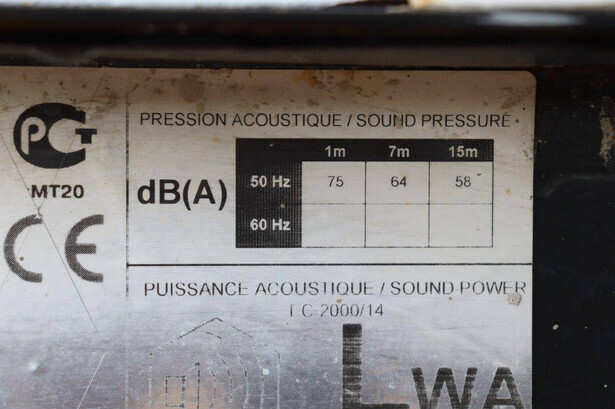 PRESSION ACOUSTIQUE / SOUND PRESSURE
PCT
MT20
CE
dB(A)
1m 7m 15m
50 Hz 75 64 58
60 Hz
PUISSANCE ACOUSTIQUE / SOUND POWER
EC 2000/14
LWA